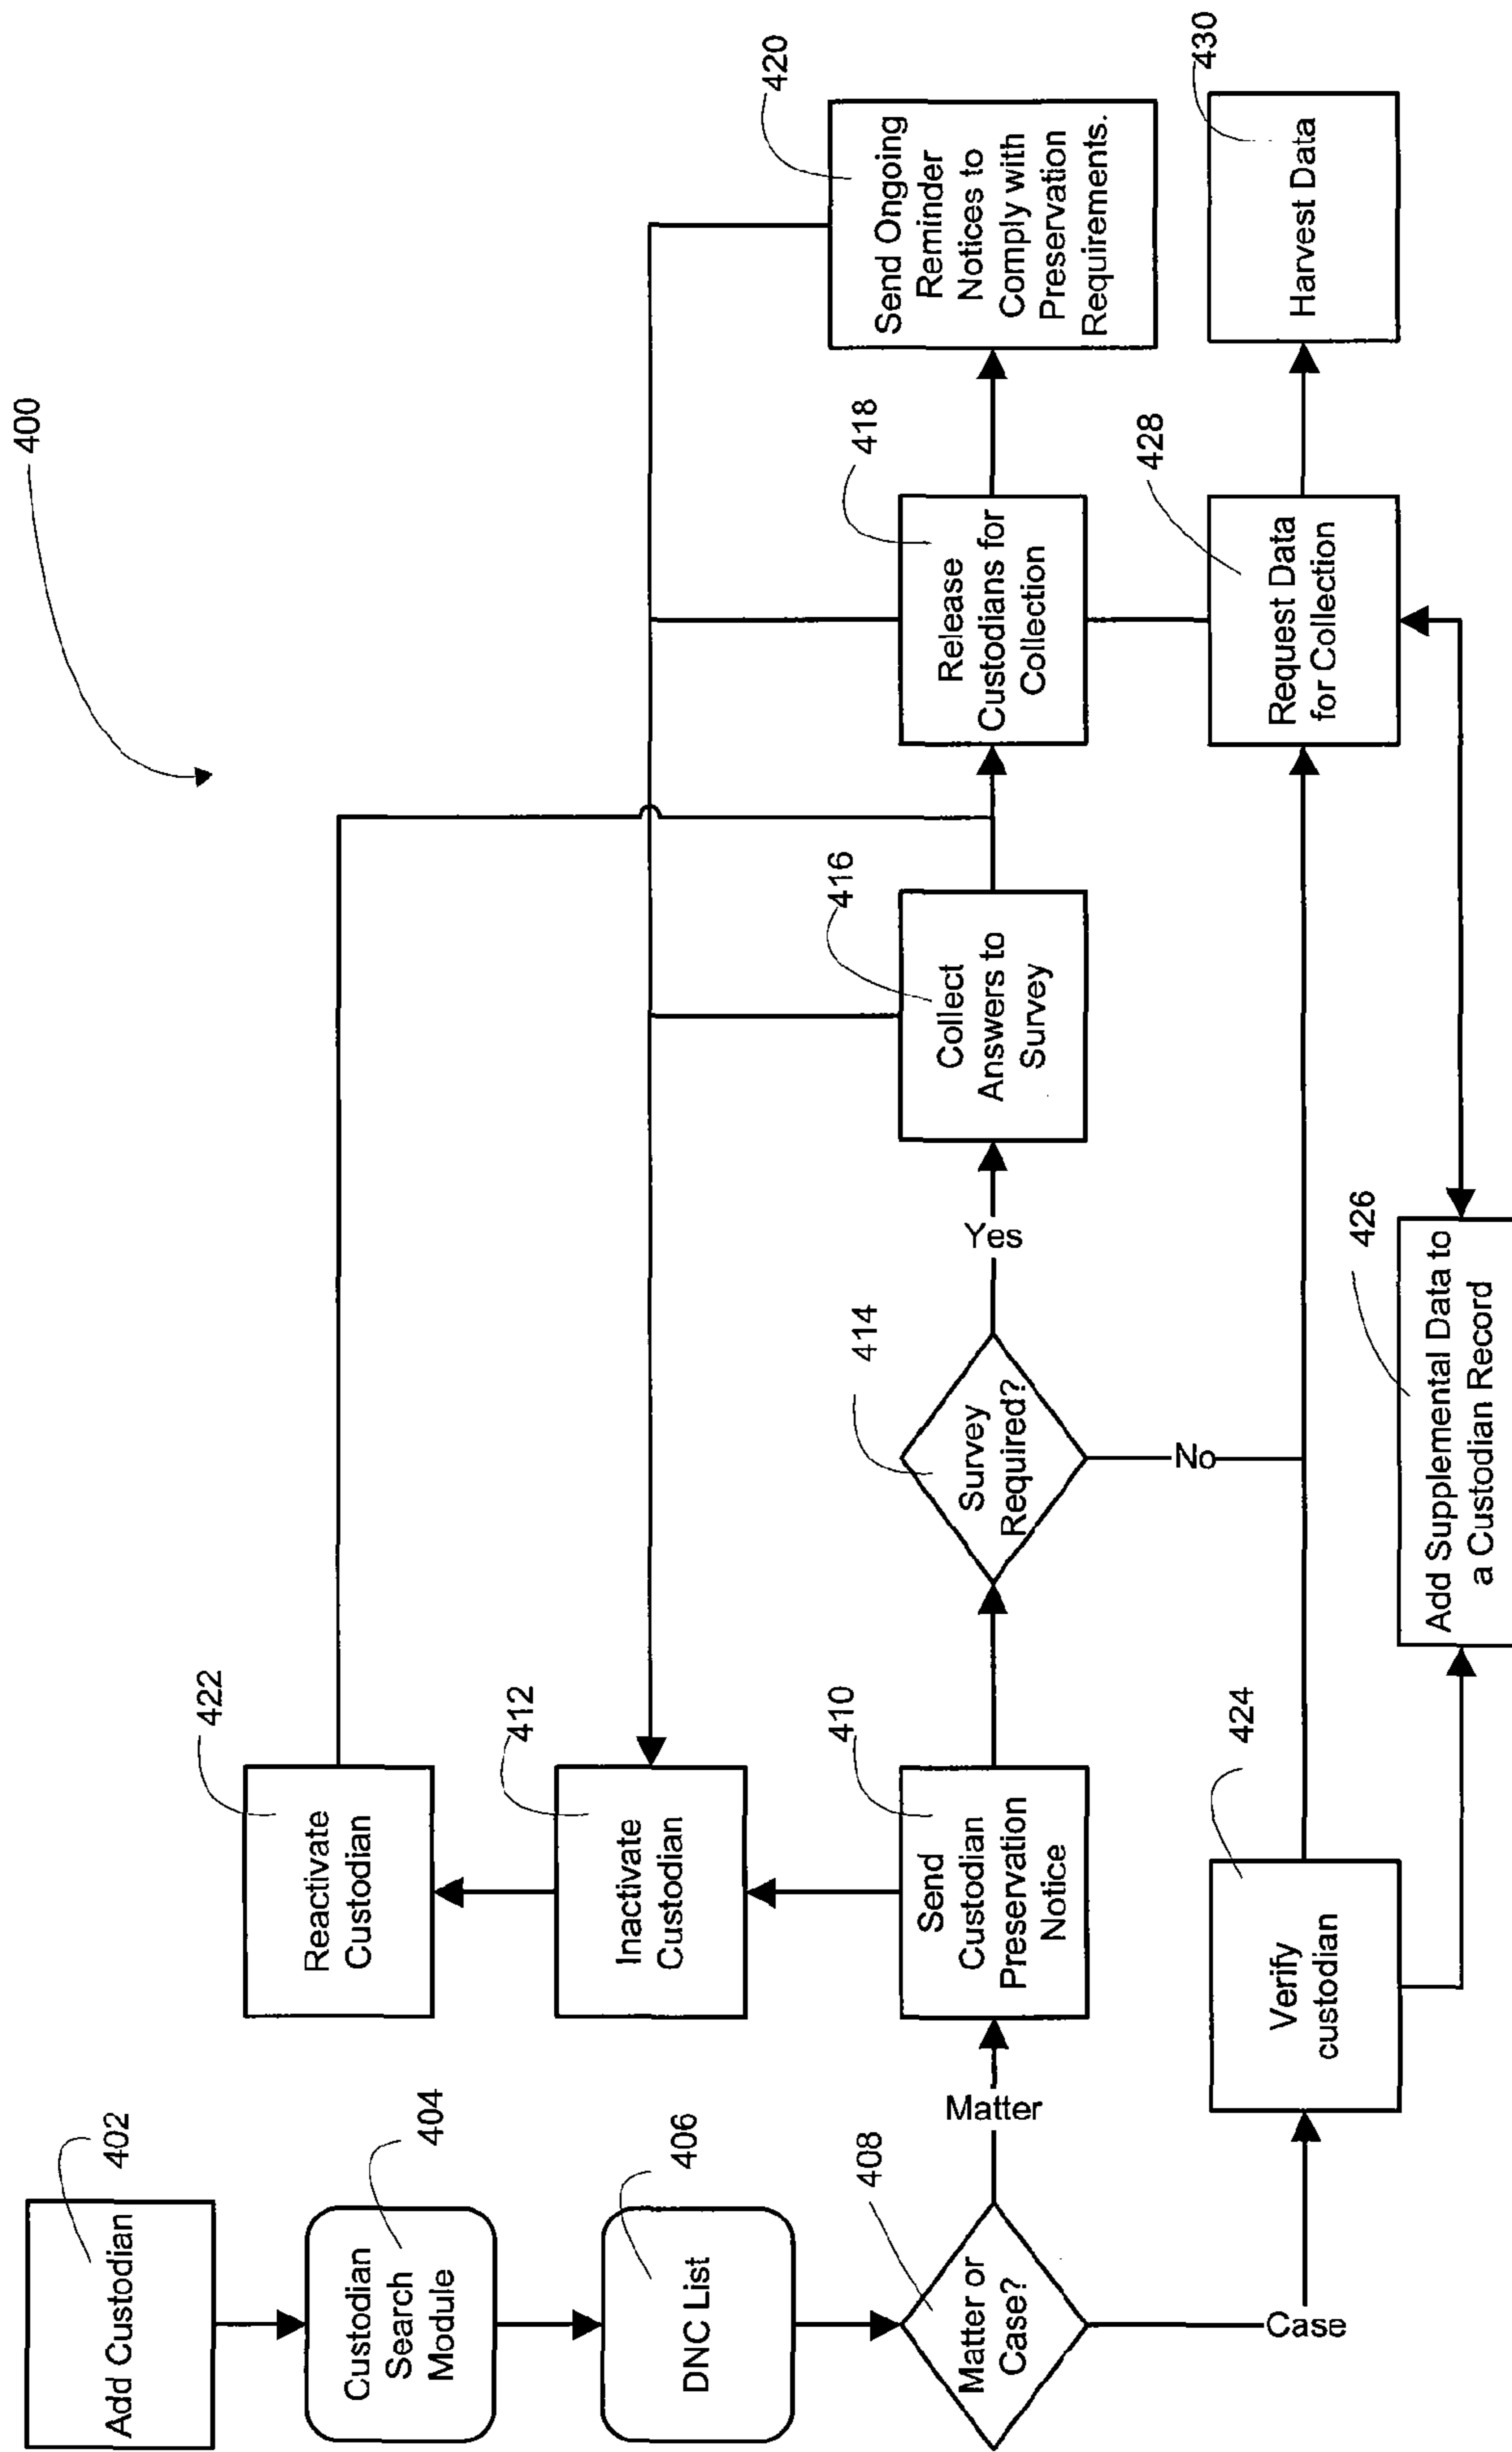 400
402
Add Custodian
404
Custodian
Search
Module
406
DNC List
408
Matter or
Case?
Matter
Case
422
Reactivate
Custodian
412
Inactivate
Custodian
410
Send
Custodian
Preservation
Notice
414
Survey
Required?
Yes
No
416
Collect
Answers to
Survey
418
Release
Custodians for
Collection
420
Send Ongoing
Reminder
Notices to
Comply with
Preservation
Requirements.
424
Verify
custodian
426
Add Supplemental Data to
a Custodian Record
428
Request Data
for Collection
430
Harvest Data